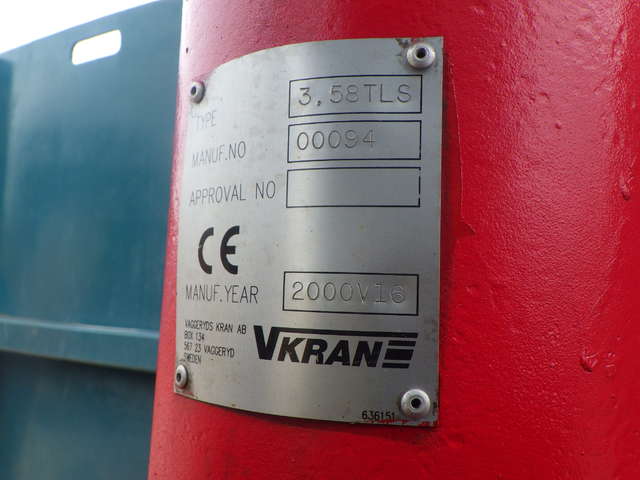 TYPE 3,58TLS
MANUF.NO 00094
APPROVAL NO
CE
MANUF.YEAR 2000V16
VAGGERYDS KRAN AB
BOX 134
567 23 VAGGERYD
SWEDEN
VKRAN
636151